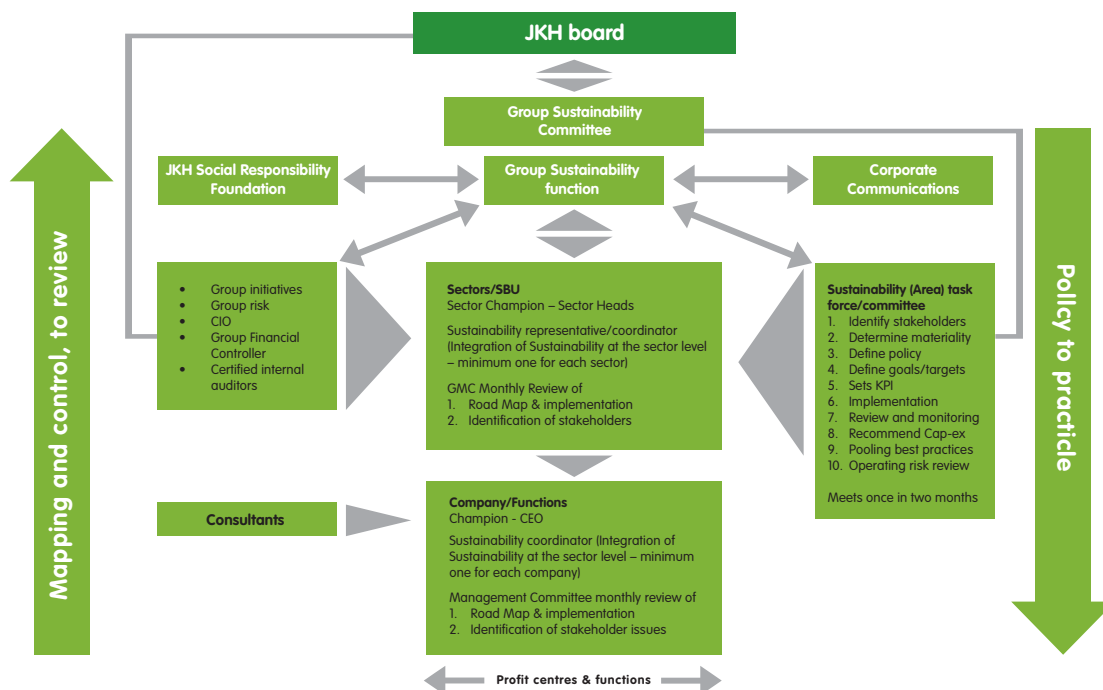 JKH board
Group Sustainability
Committee
JKH Social Responsibility
Foundation
Group Sustainability
function
Corporate
Communications
Mapping and control, to review
• Group initiatives
• Group risk
• CIO
• Group Financial
Controller
• Certified internal
auditors
Sectors/SBU
Sector Champion – Sector Heads
Sustainability representative/coordinator
(Integration of Sustainability at the sector level
– minimum one for each sector)
GMC Monthly Review of
1. Road Map & implementation
2. Identification of stakeholders
Sustainability (Area) task
force/committee
1. Identify stakeholders
2. Determine materiality
3. Define policy
4. Define goals/targets
5. Sets KPI
6. Implementation
7. Review and monitoring
8. Recommend Cap-ex
9. Pooling best practices
10. Operating risk review
Meets once in two months
Policy to practicle
Consultants
Company/Functions
Champion - CEO
Sustainability coordinator (Integration of
Sustainability at the sector level – minimum
one for each company)
Management Committee monthly review of
1. Road Map & implementation
2. Identification of stakeholder issues
Profit centres & functions